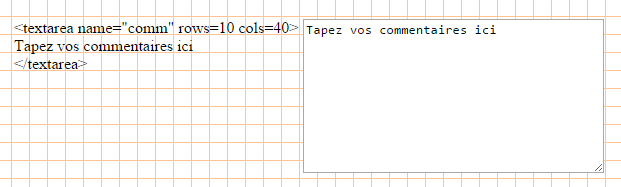 <textarea name="comm" rows=10 cols=40>
Tapez vos commentaires ici
</textarea>
Tapez vos commentaires ici